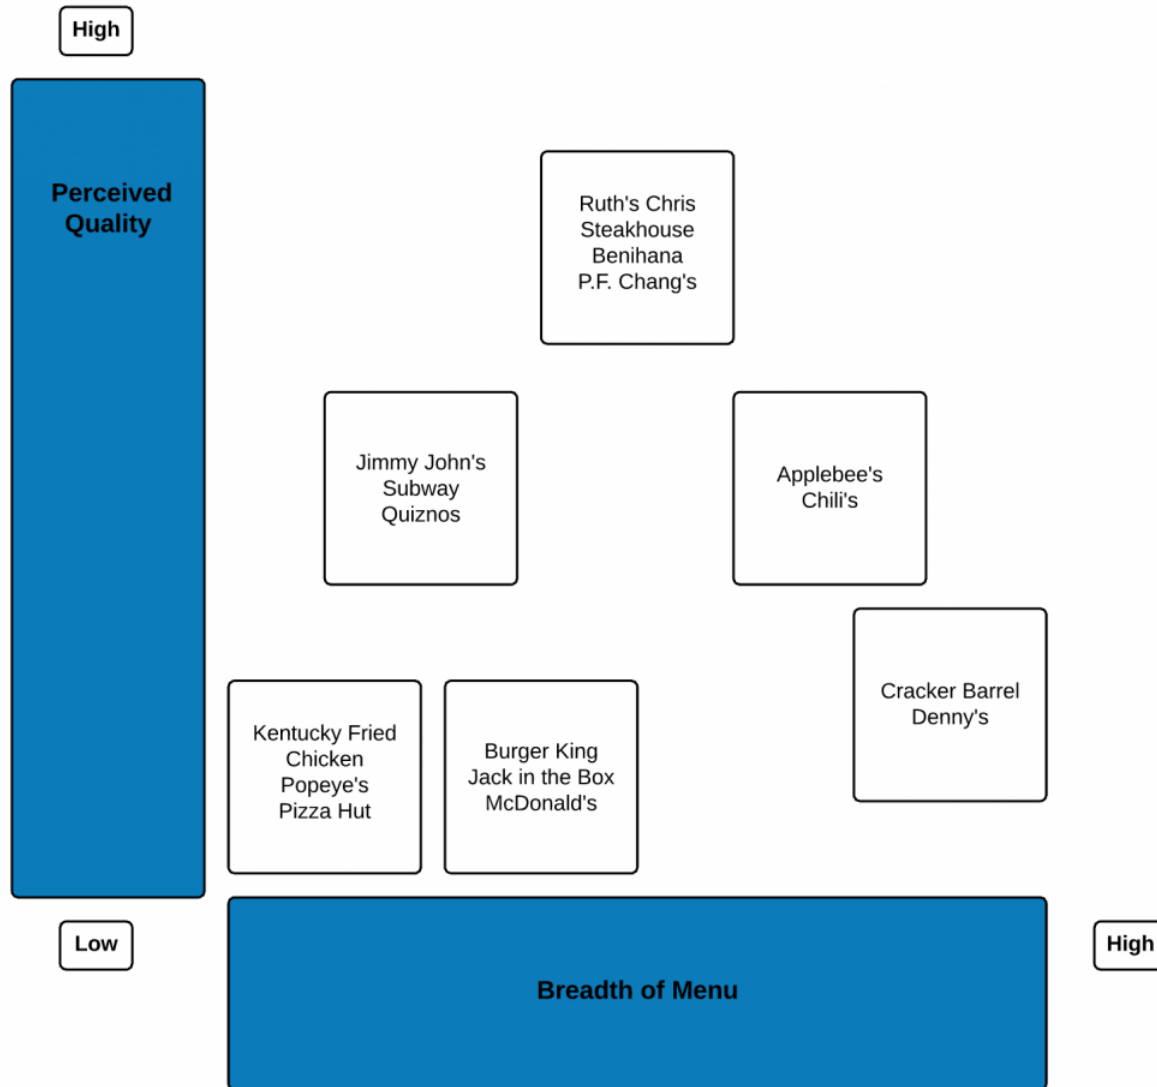 High
Perceived
Quality
Ruth's Chris
Steakhouse
Benihana
P.F. Chang's
Jimmy John's
Subway
Quiznos
Applebee's
Chili's
Cracker Barrel
Denny's
Kentucky Fried
Chicken
Popeye's
Pizza Hut
Burger King
Jack in the Box
McDonald's
Low
High
Breadth of Menu